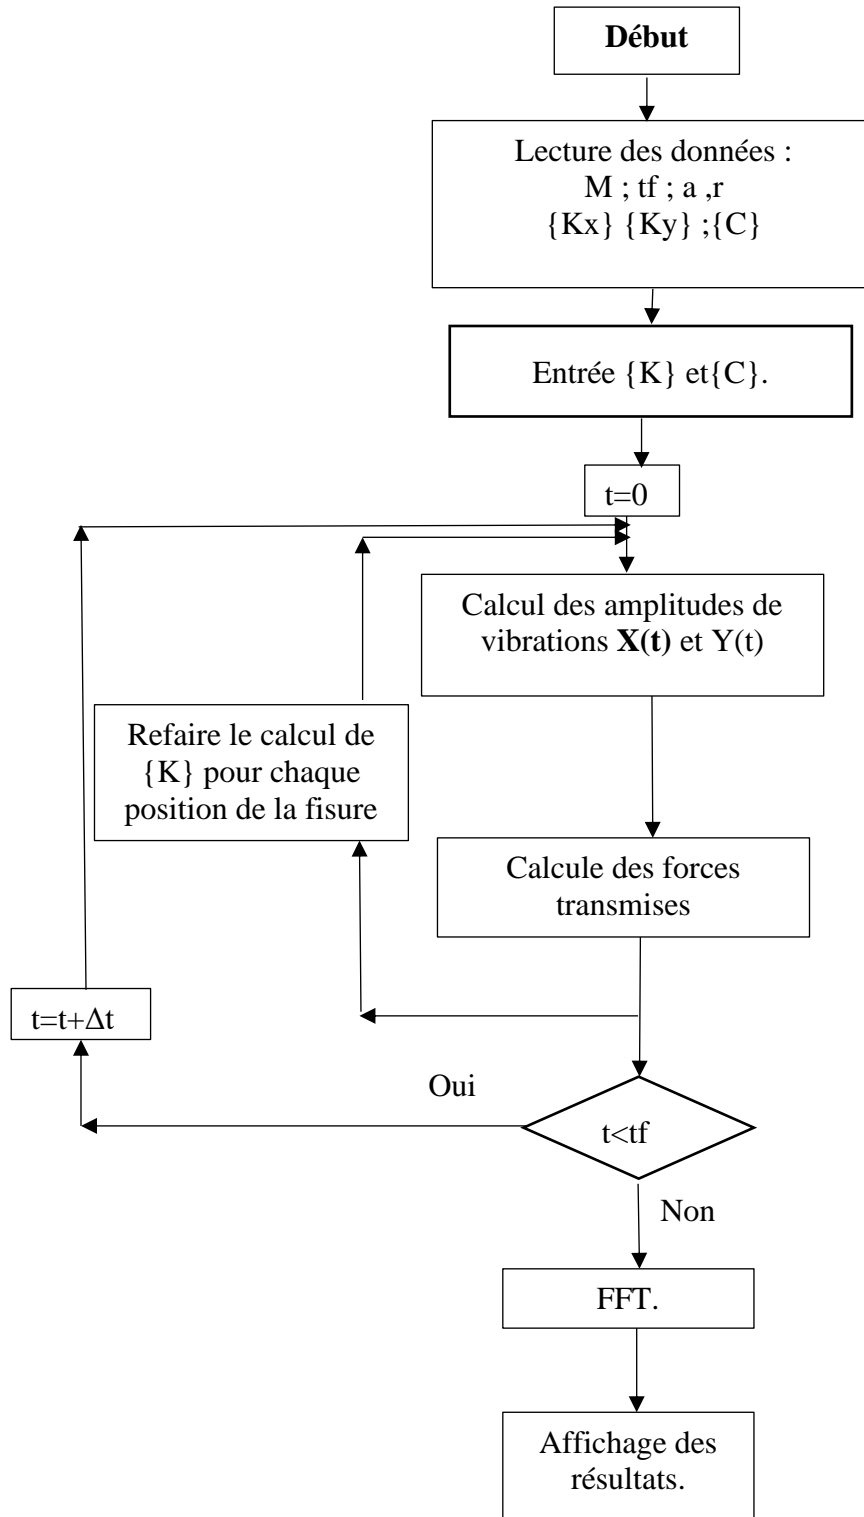 Début
Lecture des données :
M ; tf ; a ,r
{Kx} {Ky} ;{C}
Entrée {K} et{C}.
t=0
Calcul des amplitudes de
vibrations X(t) et Y(t)
Refaire le calcul de
{K} pour chaque
position de la fisure
Calcule des forces
transmises
t=t+Δt
Oui
t<tf
Non
FFT.
Affichage des
résultats.